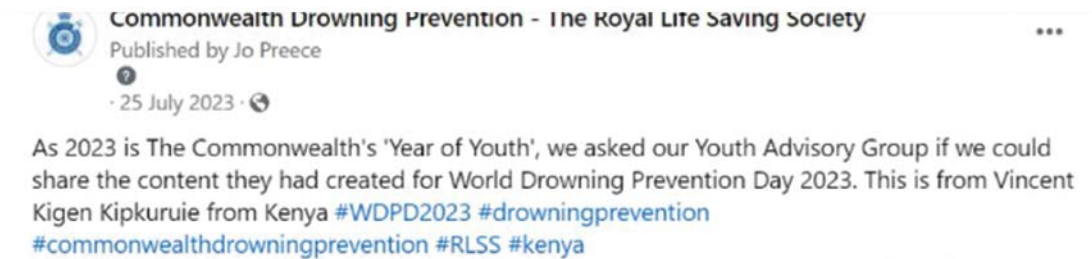 Commonwealth Drowning Prevention - The Royal Life Saving Society
Published by Jo Preece
?
· 25 July 2023 ·
As 2023 is The Commonwealth's 'Year of Youth', we asked our Youth Advisory Group if we could
share the content they had created for World Drowning Prevention Day 2023. This is from Vincent
Kigen Kipkuruie from Kenya #WDPD2023 #drowningprevention
#commonwealthdrowningprevention #RLSS #kenya